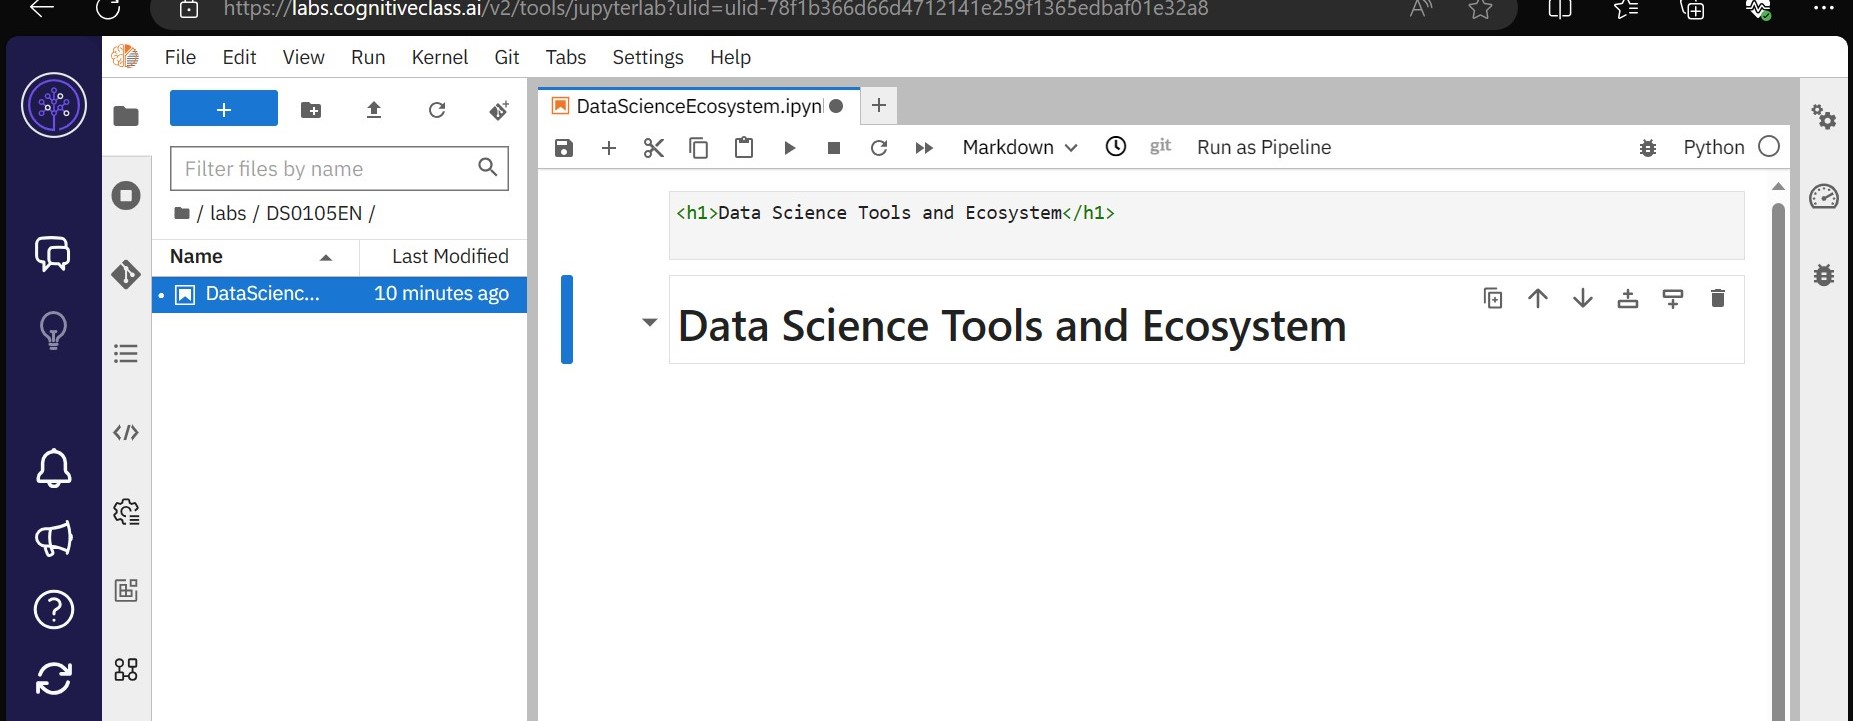 https://labs.cognitiveclass.ai/v2/tools/jupyterlab?ulid=ulid-78f1b366d66d4712141e259f1365edbaf01e32a8
File Edit View Run Kernel Git Tabs Settings Help
DataScienceEcosystem.ipyn
Markdown git Run as Pipeline Python
Filter files by name
/ labs / DS0105EN /
Name Last Modified
DataScienc... 10 minutes ago
<h1>Data Science Tools and Ecosystem</h1>
Data Science Tools and Ecosystem